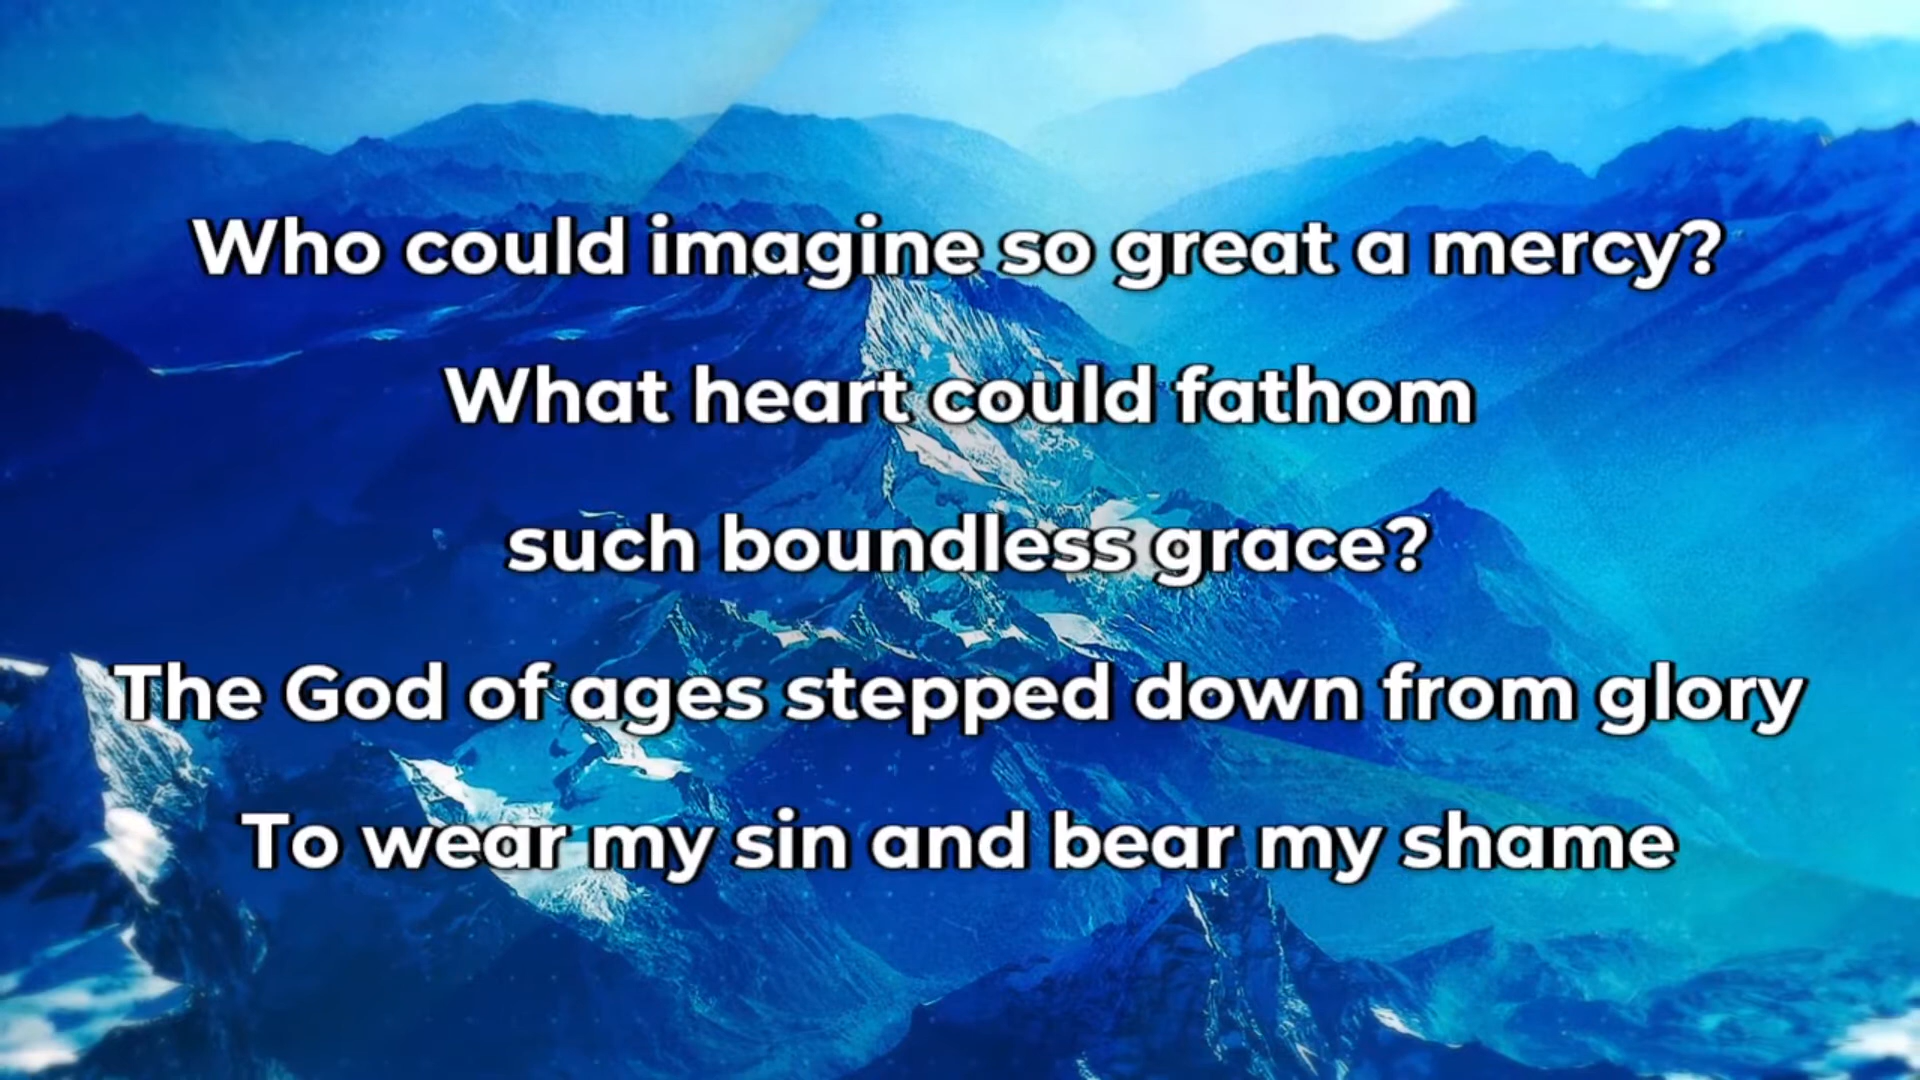 Who could imagine so great a mercy?
What heart could fathom
such boundless grace?
The God of ages stepped down from glory
To wear my sin and bear my shame